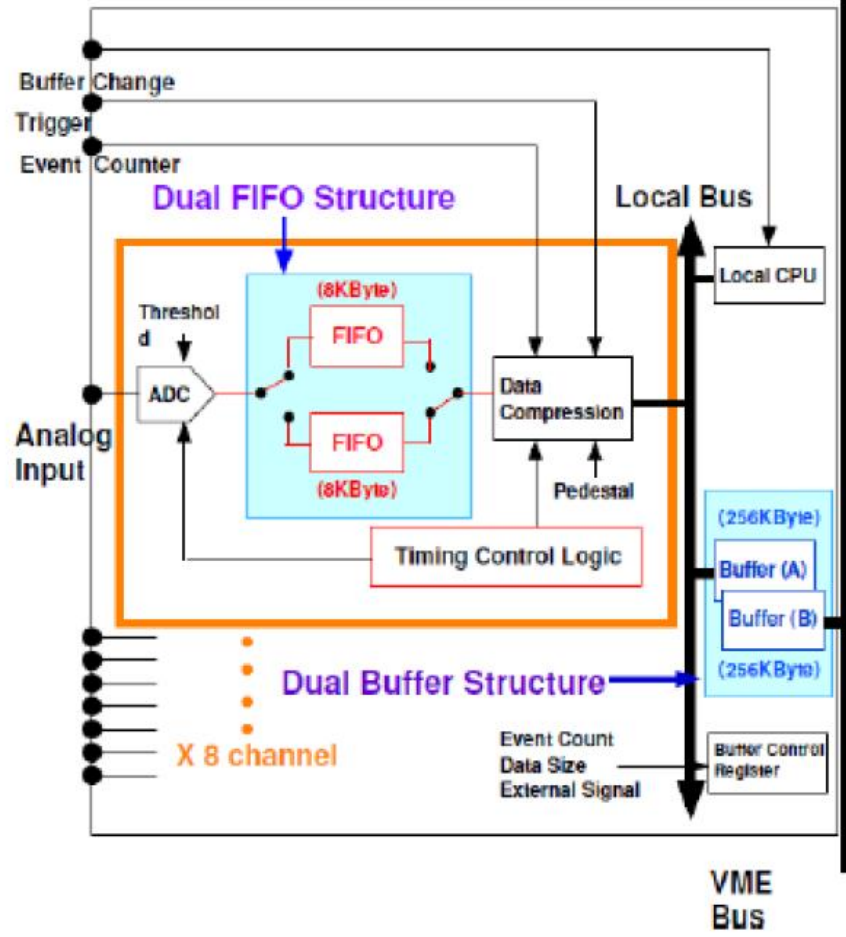 Buffer Change
Trigger
Event Counter
Dual FIFO Structure
Local Bus
Local CPU
(8KByte)
FIFO
Threshol
d
ADC
Data
Compression
Analog
Input
FIFO
(8KByte)
Pedestal
Timing Control Logic
(256KByte)
Buffer (A)
Buffer (B)
(256KByte)
Dual Buffer Structure
X 8 channel
Event Count
Data Size
External Signal
Buffer Control
Register
VME
Bus